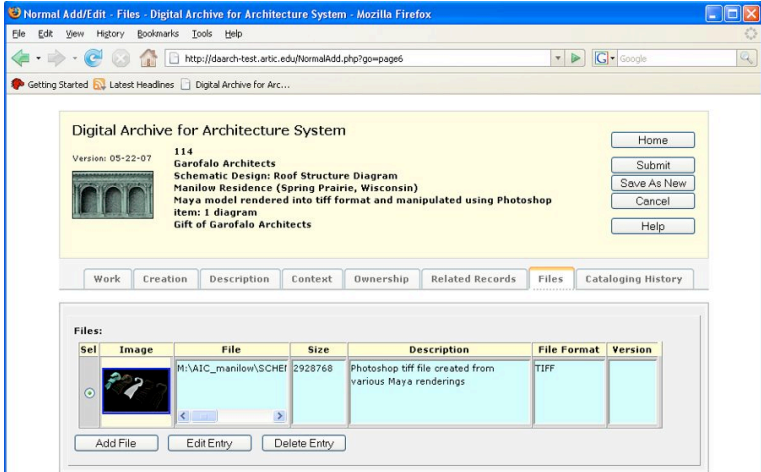 Normal Add/Edit - Files - Digital Archive for Architecture System - Mozilla Firefox
File Edit View History Bookmarks Tools Help
http://daarch-test.artic.edu/NormalAdd.php?go=page6
G Google
Getting Started Latest Headlines Digital Archive for Arc...
Digital Archive for Architecture System
Version: 05-22-07
114
Garofalo Architects
Schematic Design: Roof Structure Diagram
Manilow Residence (Spring Prairie, Wisconsin)
Maya model rendered into tiff format and manipulated using Photoshop
item: 1 diagram
Gift of Garofalo Architects
Home
Submit
Save As New
Cancel
Help
Work Creation Description Context Ownership Related Records Files Cataloging History
Files:
Sel Image File Size Description File Format Version
M:\AIC_manilow\SCHEM 2928768 Photoshop tiff file created from TIFF
various Maya renderings
Add File Edit Entry Delete Entry